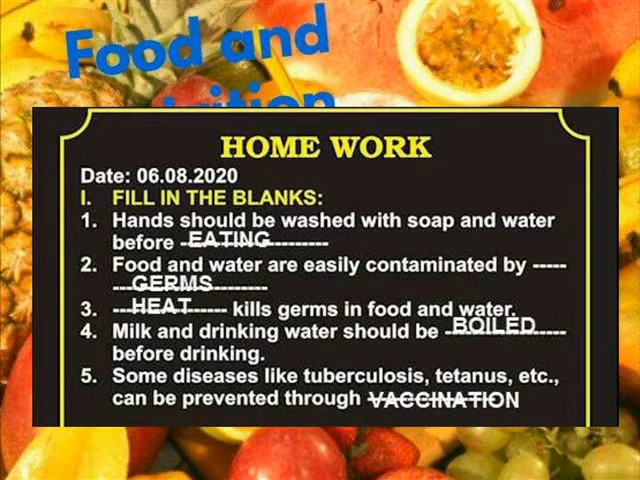 Food and
nutrition
HOME WORK
Date: 06.08.2020
I. FILL IN THE BLANKS:
1. Hands should be washed with soap and water
before -EATING---------
2. Food and water are easily contaminated by -----
---GERMS--------
3. ---HEAT------ kills germs in food and water.
4. Milk and drinking water should be -BOILED----
before drinking.
5. Some diseases like tuberculosis, tetanus, etc.,
can be prevented through VACCINATION